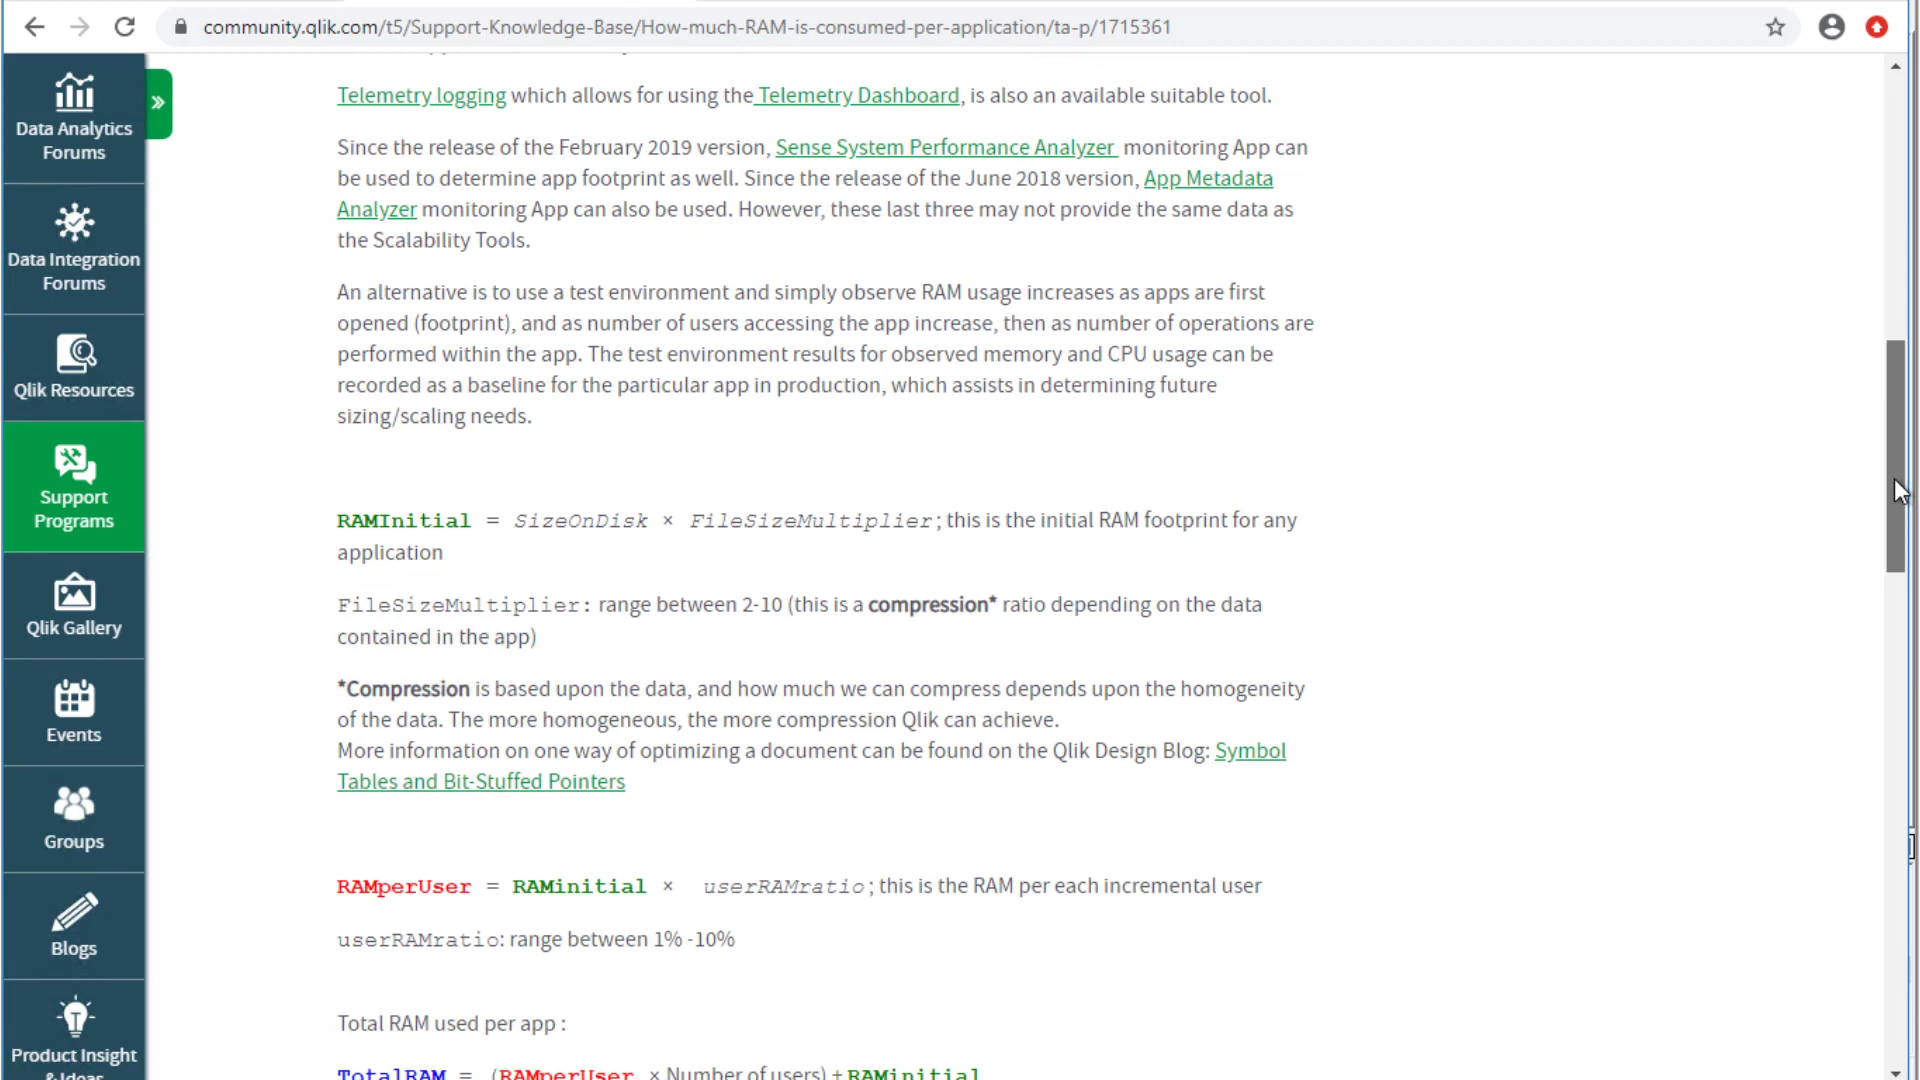 community.qlik.com/t5/Support-Knowledge-Base/How-much-RAM-is-consumed-per-application/ta-p/1715361
Data Analytics
Forums
Data Integration
Forums
Qlik Resources
Support
Programs
Qlik Gallery
Events
Groups
Blogs
Product Insight
& Ideas
Telemetry logging which allows for using the Telemetry Dashboard, is also an available suitable tool.
Since the release of the February 2019 version, Sense System Performance Analyzer monitoring App can
be used to determine app footprint as well. Since the release of the June 2018 version, App Metadata
Analyzer monitoring App can also be used. However, these last three may not provide the same data as
the Scalability Tools.
An alternative is to use a test environment and simply observe RAM usage increases as apps are first
opened (footprint), and as number of users accessing the app increase, then as number of operations are
performed within the app. The test environment results for observed memory and CPU usage can be
recorded as a baseline for the particular app in production, which assists in determining future
sizing/scaling needs.
RAMInitial = SizeOnDisk × FileSizeMultiplier; this is the initial RAM footprint for any
application
FileSizeMultiplier: range between 2-10 (this is a compression* ratio depending on the data
contained in the app)
*Compression is based upon the data, and how much we can compress depends upon the homogeneity
of the data. The more homogeneous, the more compression Qlik can achieve.
More information on one way of optimizing a document can be found on the Qlik Design Blog: Symbol
Tables and Bit-Stuffed Pointers
RAMperUser = RAMinitial × userRAMratio; this is the RAM per each incremental user
userRAMratio: range between 1% -10%
Total RAM used per app :
TotalRAM = (RAMperUser × Number of users) + RAMinitial